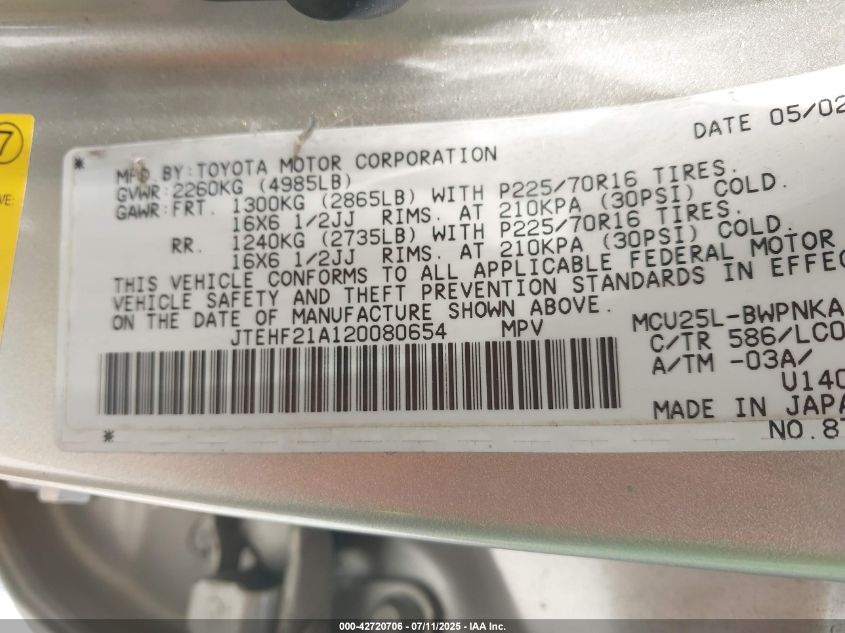 7
VE
DATE 05/02
* MFD. BY:TOYOTA MOTOR CORPORATION
GVWR:2260KG (4985LB)
GAWR:FRT. 1300KG (2865LB) WITH P225/70R16 TIRES.
16X6 1/2JJ RIMS. AT 210KPA (30PSI) COLD.
RR. 1240KG (2735LB) WITH P225/70R16 TIRES.
16X6 1/2JJ RIMS. AT 210KPA (30PSI) COLD.
THIS VEHICLE CONFORMS TO ALL APPLICABLE FEDERAL MOTOR
VEHICLE SAFETY AND THEFT PREVENTION STANDARDS IN EFFEC
ON THE DATE OF MANUFACTURE SHOWN ABOVE.
JTEHF21A120080654 MPV
MCU25L-BWPNKA
C/TR 586/LC0
A/TM -03A/
U140
MADE IN JAPA
* NO.87
000-42720706 - 07/11/2025 - IAA Inc.